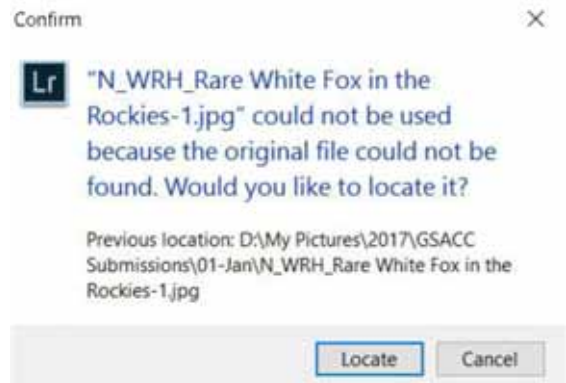 Confirm
Lr
"N_WRH_Rare White Fox in the
Rockies-1.jpg" could not be used
because the original file could not be
found. Would you like to locate it?
Previous location: D:\My Pictures\2017\GSACC
Submissions\01-Jan\N_WRH_Rare White Fox in the
Rockies-1.jpg
Locate Cancel